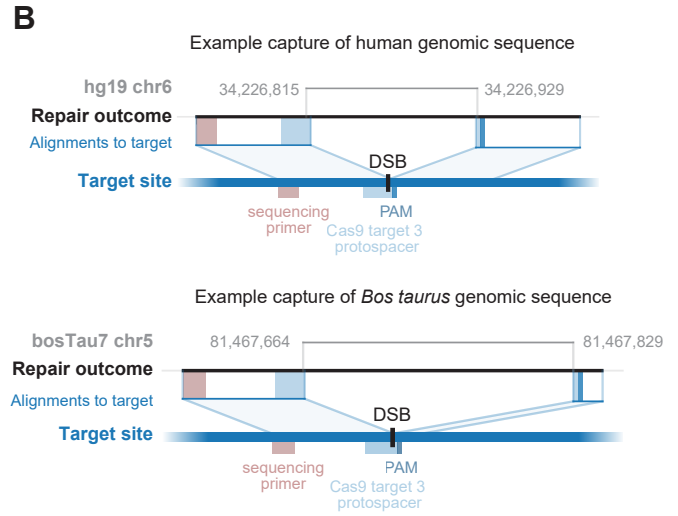 B
Example capture of human genomic sequence
hg19 chr6
34,226,815
34,226,929
Repair outcome
Alignments to target
DSB
Target site
sequencing
primer
PAM
Cas9 target 3
protospacer
Example capture of Bos taurus genomic sequence
bosTau7 chr5
81,467,664
81,467,829
Repair outcome
Alignments to target
DSB
Target site
sequencing
primer
PAM
Cas9 target 3
protospacer